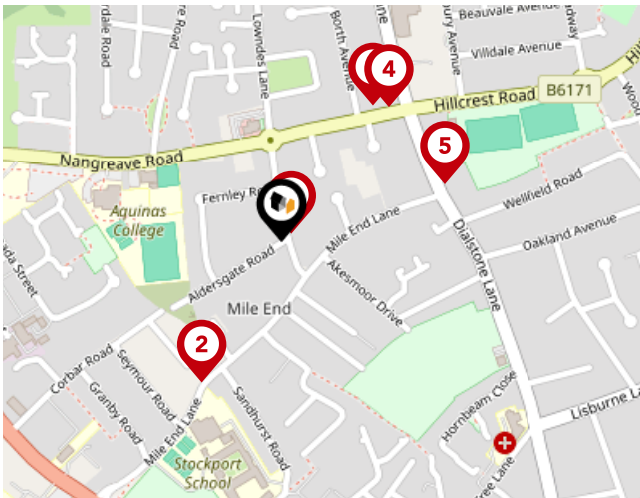 Beauvale Avenue
Villdale Avenue
Lowndes Lane
Borth Avenue
B6171
Hillcrest Road
Nangreave Road
4
5
Fernley
Wellfield Road
Aquinas
College
Mile End Lane
Dialstone Lane
Oakland Avenue
Aldersgate Road
Akesmoor Drive
Mile End
2
Corbar Road
Seymour Road
Granby Road
Mile End Lane
Sandhurst Road
Stockport
School
Hornbeam Close
Lisburne